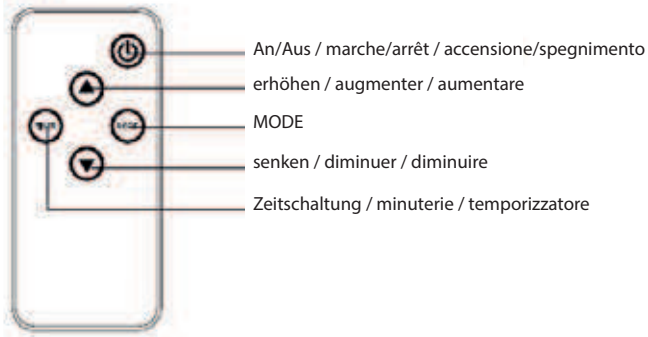 An/Aus / marche/arrêt / accensione/spegnimento
erhöhen / augmenter / aumentare
MODE
senken / diminuer / diminuire
Zeitschaltung / minuterie / temporizzatore